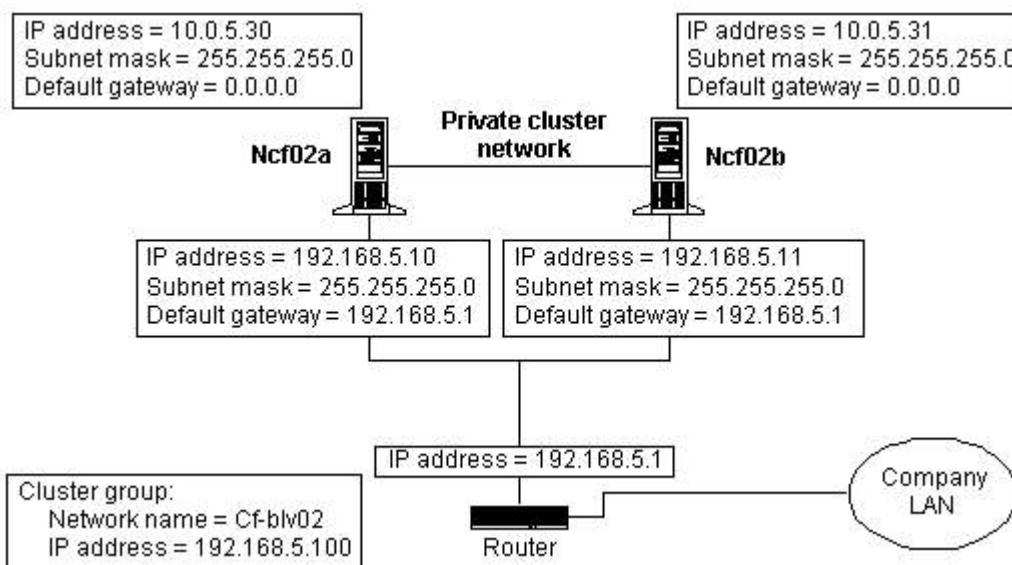 IP address = 10.0.5.30
Subnet mask = 255.255.255.0
Default gateway = 0.0.0.0
IP address = 10.0.5.31
Subnet mask = 255.255.255.0
Default gateway = 0.0.0.0
Private cluster
network
Ncf02a
Ncf02b
IP address = 192.168.5.10
Subnet mask = 255.255.255.0
Default gateway = 192.168.5.1
IP address = 192.168.5.11
Subnet mask = 255.255.255.0
Default gateway = 192.168.5.1
IP address = 192.168.5.1
Cluster group:
Network name = Cf-blv02
IP address = 192.168.5.100
Router
Company
LAN